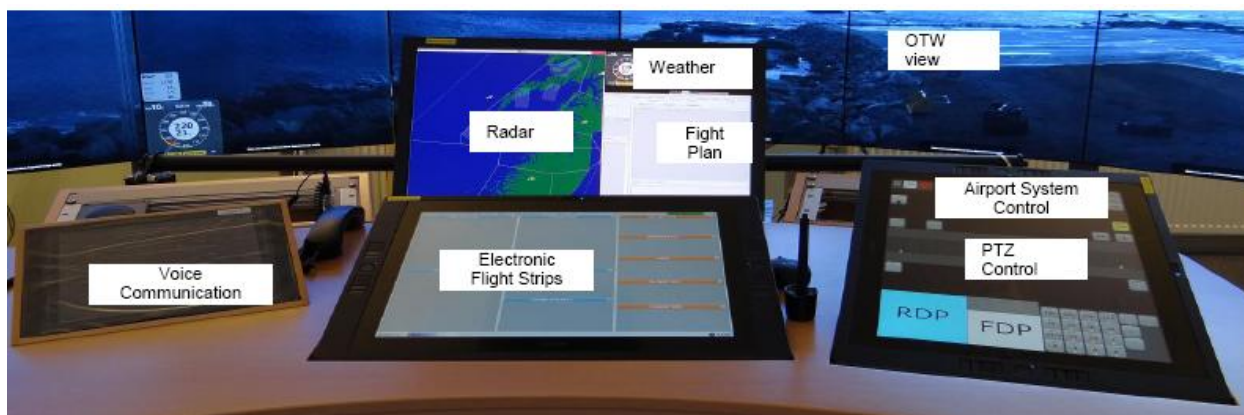 OTW
view
Weather
Radar
Fight
Plan
Airport System
Control
Voice
Communication
Electronic
Flight Strips
PTZ
Control
RDP
FDP